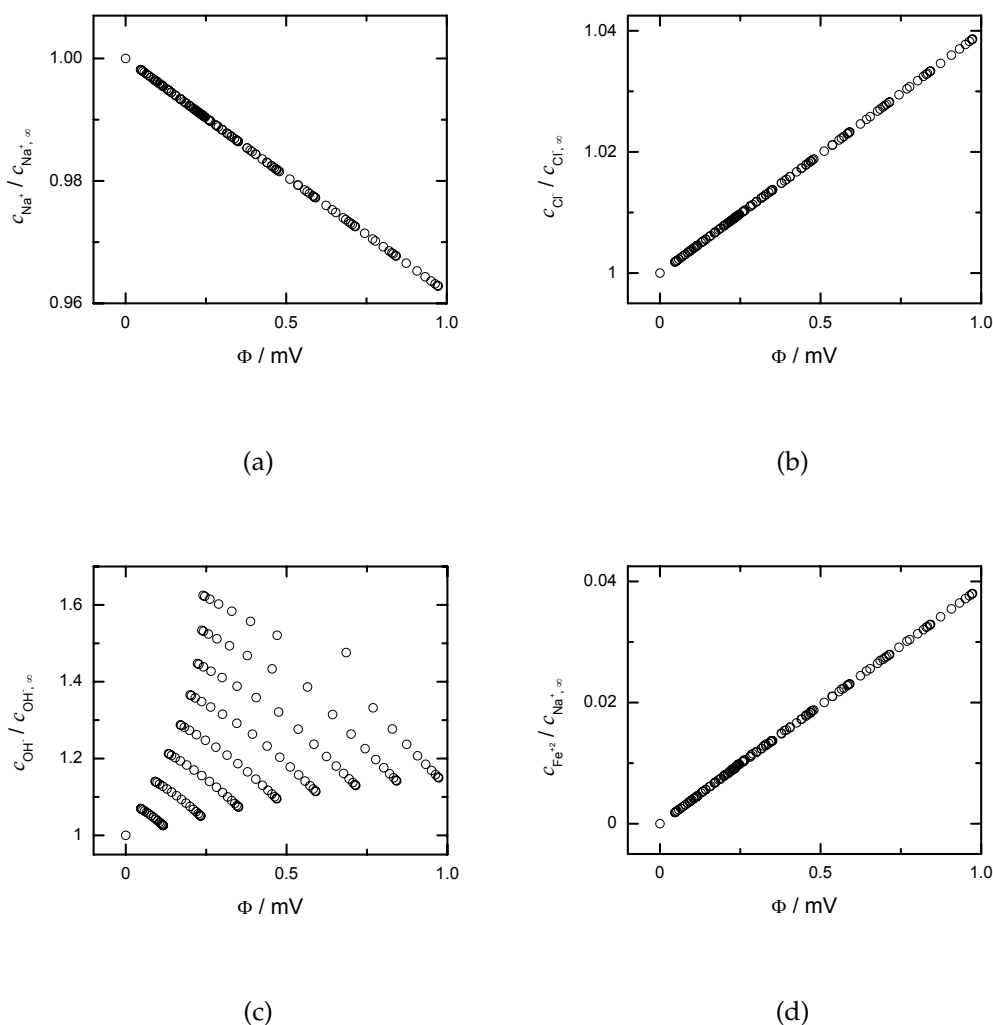 1.00
0.98
0.96
c_Na⁺ / c_Na⁺,∞
0 0.5 1.0
Φ / mV
(a)
1.04
1.02
1
c_Cl⁻ / c_Cl⁻,∞
0 0.5 1.0
Φ / mV
(b)
1.6
1.4
1.2
1
c_OH⁻ / c_OH⁻,∞
0 0.5 1.0
Φ / mV
(c)
0.04
0.02
0
c_Fe⁺² / c_Na⁺,∞
0 0.5 1.0
Φ / mV
(d)